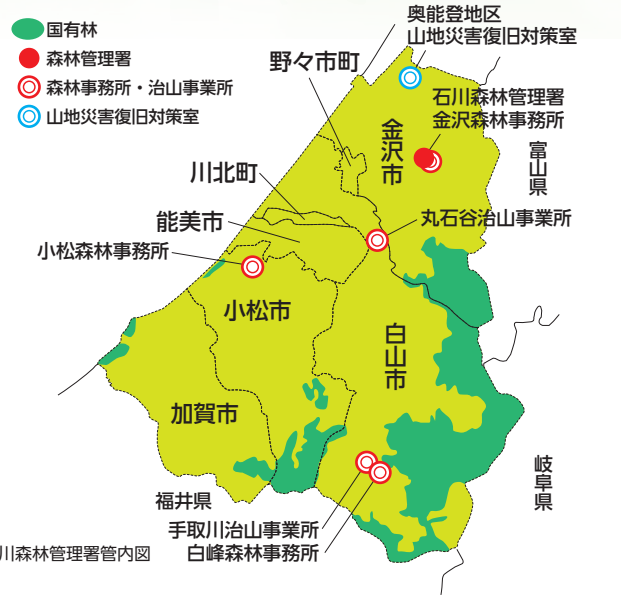 国有林
森林管理署
森林事務所・治山事業所
山地災害復旧対策室
奥能登地区
山地災害復旧対策室
野々市町
石川森林管理署
金沢森林事務所
金沢市
富山県
川北町
能美市
丸石谷治山事業所
小松森林事務所
小松市
白山市
加賀市
岐阜県
福井県
手取川治山事業所
白峰森林事務所
川森林管理署管内図